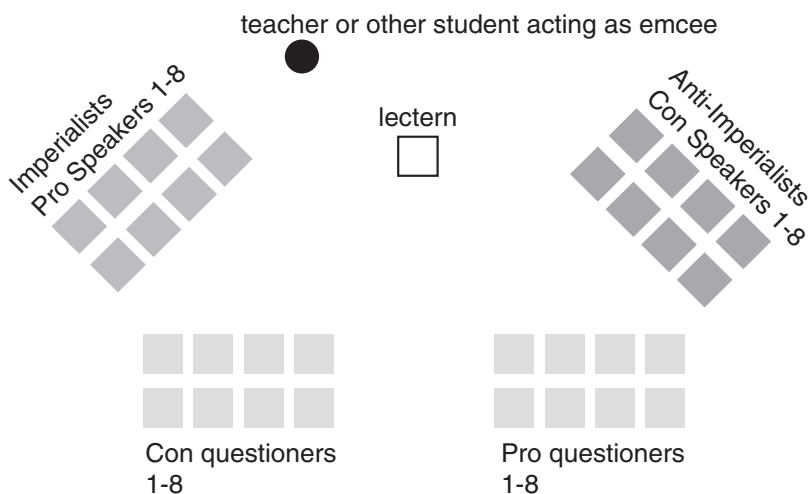 teacher or other student acting as emcee
Imperialists
Pro Speakers 1-8
lectern
Anti-Imperialists
Con Speakers 1-8
Con questioners
1-8
Pro questioners
1-8